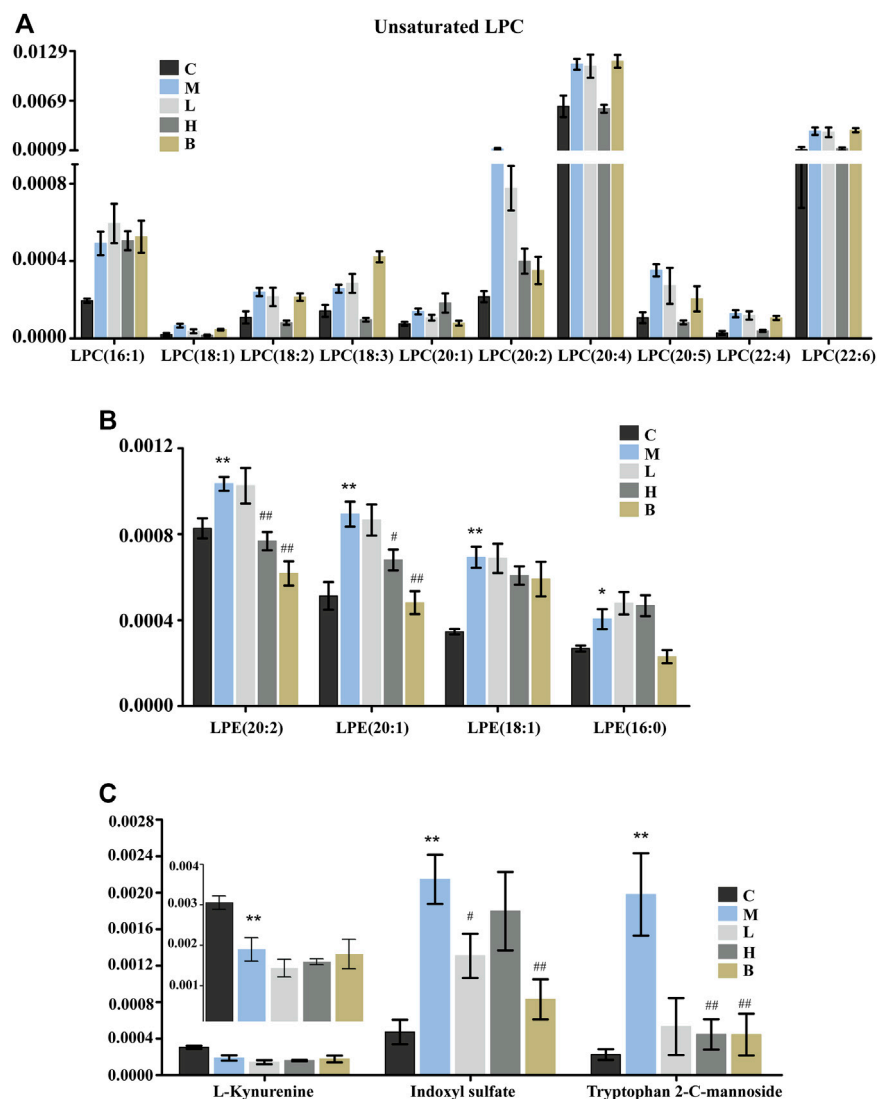 A
Unsaturated LPC
0.0129
0.0069
0.0009
0.0008
0.0004
0.0000
C
M
L
H
B
LPC(16:1) LPC(18:1) LPC(18:2) LPC(18:3) LPC(20:1) LPC(20:2) LPC(20:4) LPC(20:5) LPC(22:4) LPC(22:6)
B
0.0012
0.0008
0.0004
0.0000
C
M
L
H
B
** ## ##
** # ##
**
*
LPE(20:2) LPE(20:1) LPE(18:1) LPE(16:0)
C
0.0028
0.0024
0.0020
0.0016
0.0012
0.0008
0.0004
0.0000
0.004
0.003
0.002
0.001
**
** # ##
** ## ##
C
M
L
H
B
L-Kynurenine Indoxyl sulfate Tryptophan 2-C-mannoside